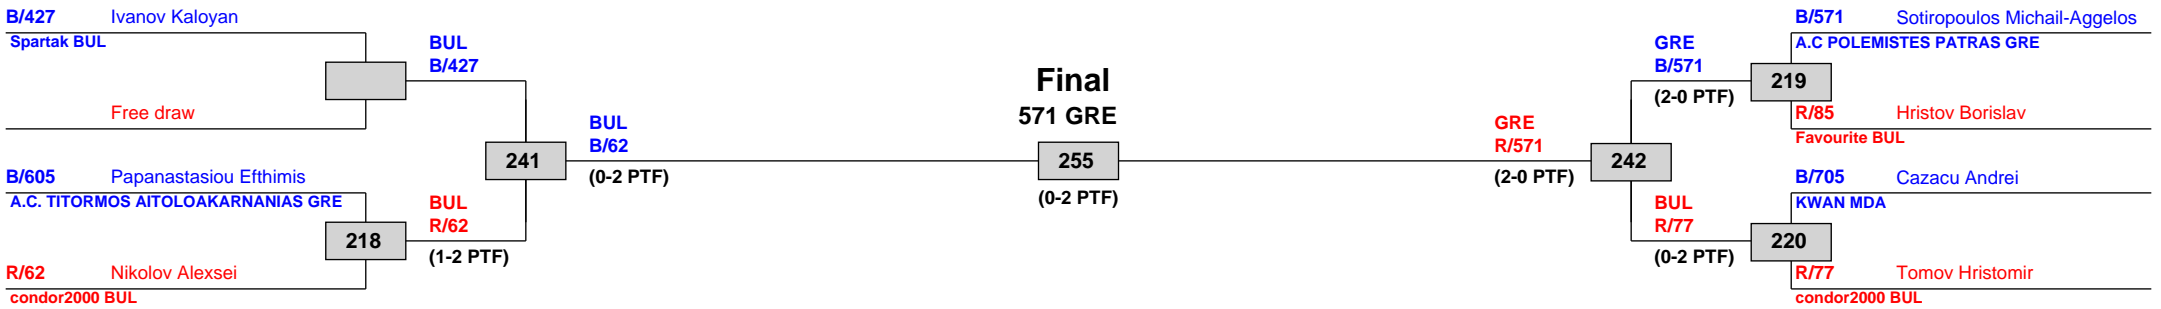 B/427 Ivanov Kaloyan
Spartak BUL
BUL
B/427
Free draw
BUL
B/62
241
(0-2 PTF)
B/605 Papanastasiou Efthimis
A.C. TITORMOS AITOLOAKARNANIAS GRE
BUL
R/62
218
(1-2 PTF)
R/62 Nikolov Alexsei
condor2000 BUL
Final
571 GRE
255
(0-2 PTF)
B/571 Sotiropoulos Michail-Aggelos
A.C POLEMISTES PATRAS GRE
GRE
B/571
219
(2-0 PTF)
R/85 Hristov Borislav
Favourite BUL
GRE
R/571
242
(2-0 PTF)
B/705 Cazacu Andrei
KWAN MDA
BUL
R/77
220
(0-2 PTF)
R/77 Tomov Hristomir
condor2000 BUL